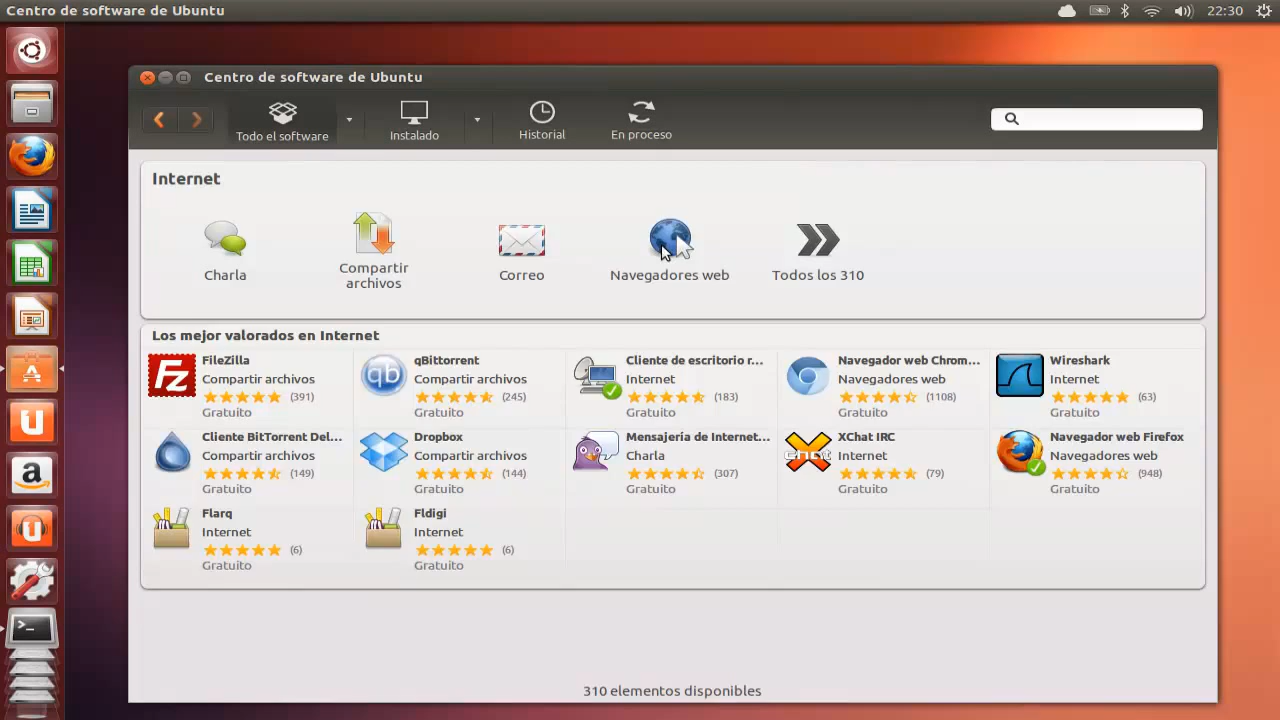 Centro de software de Ubuntu
22:30
Centro de software de Ubuntu
Todo el software
Instalado
Historial
En proceso
Internet
Charla
Compartir
archivos
Correo
Navegadores web
Todos los 310
Los mejor valorados en Internet
FileZilla
Compartir archivos
(391)
Gratuito
qBittorrent
Compartir archivos
(245)
Gratuito
Cliente de escritorio r...
Internet
(183)
Gratuito
Navegador web Chrom...
Navegadores web
(1108)
Gratuito
Wireshark
Internet
(63)
Gratuito
Cliente BitTorrent Del...
Compartir archivos
(149)
Gratuito
Dropbox
Compartir archivos
(144)
Gratuito
Mensajería de Internet...
Charla
(307)
Gratuito
XChat IRC
Internet
(79)
Gratuito
Navegador web Firefox
Navegadores web
(948)
Gratuito
Flarq
Internet
(6)
Gratuito
Fldigi
Internet
(6)
Gratuito
310 elementos disponibles